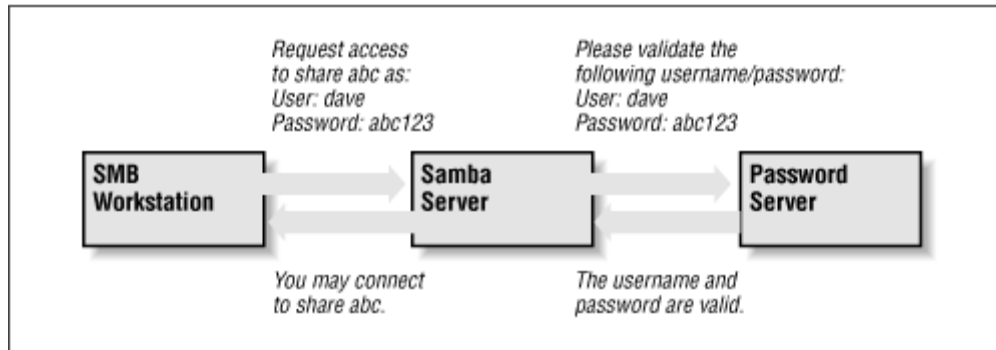 Request access
to share abc as:
User: dave
Password: abc123
Please validate the
following username/password:
User: dave
Password: abc123
SMB
Workstation
Samba
Server
Password
Server
You may connect
to share abc.
The username and
password are valid.